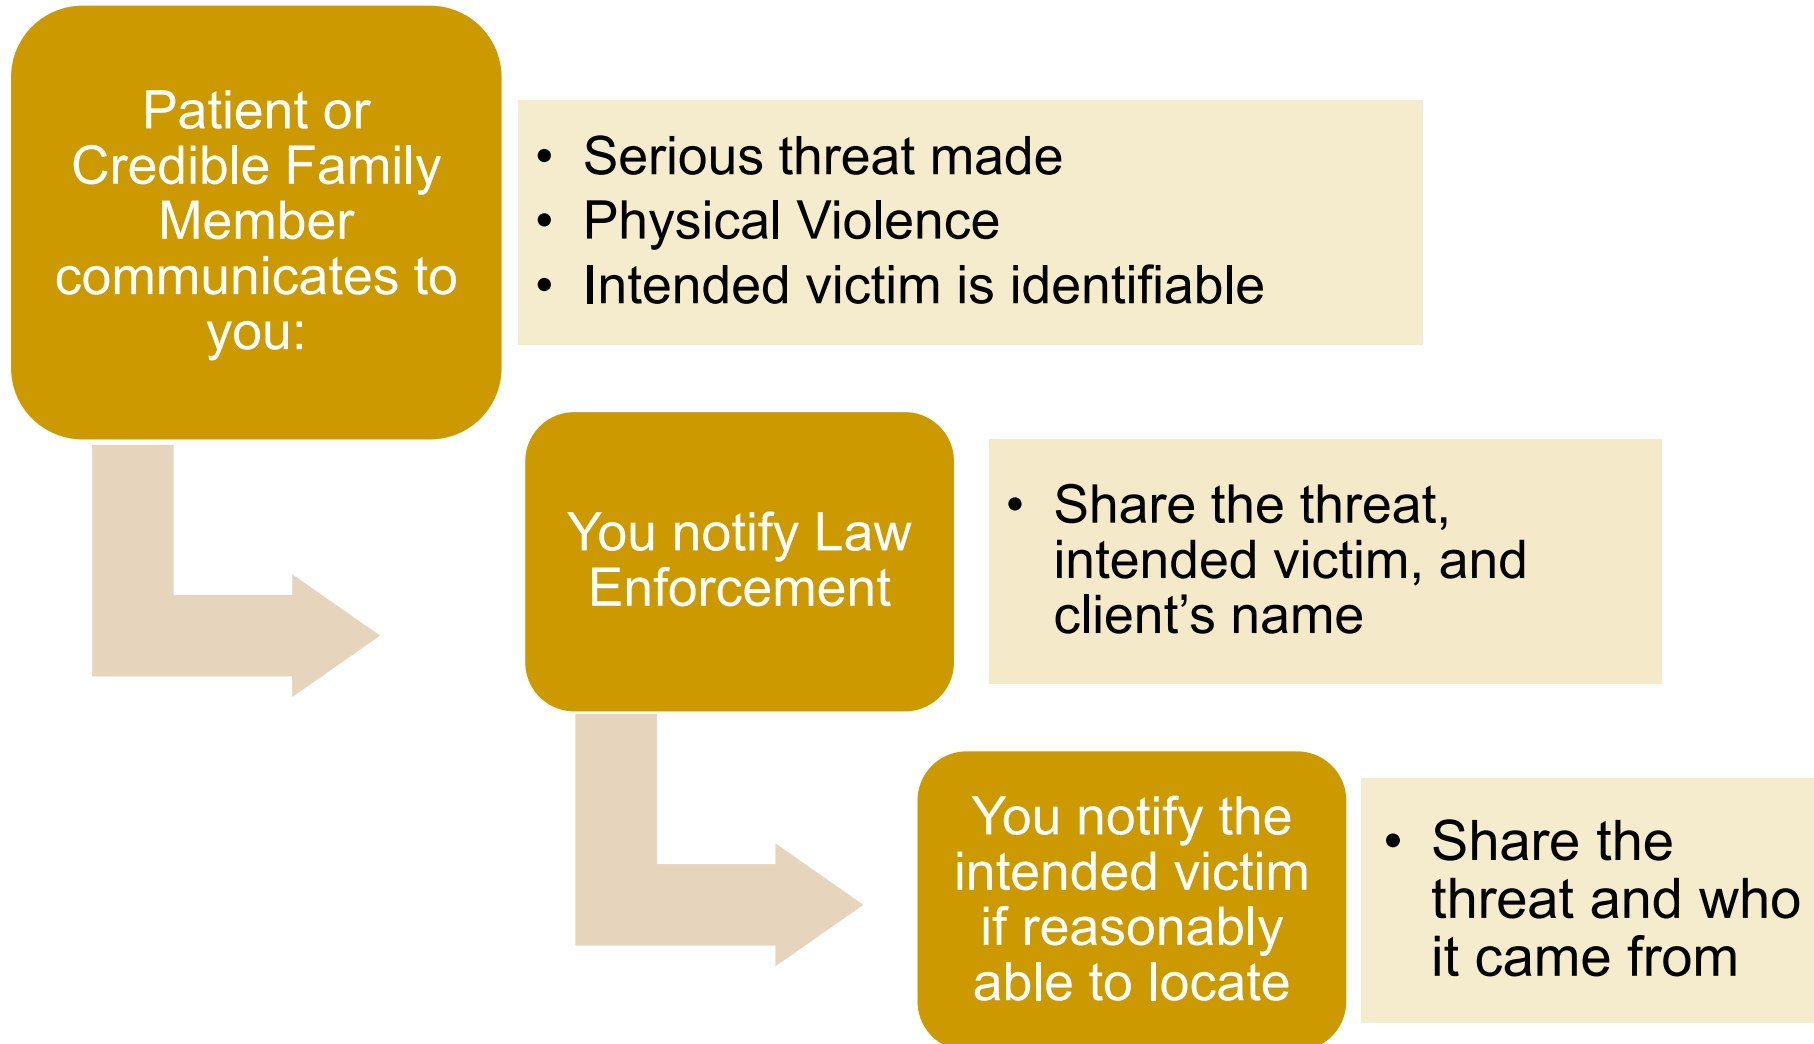 Patient or
Credible Family
Member
communicates to
you:
• Serious threat made
• Physical Violence
• Intended victim is identifiable
You notify Law
Enforcement
• Share the threat,
intended victim, and
client’s name
You notify the
intended victim
if reasonably
able to locate
• Share the
threat and who
it came from